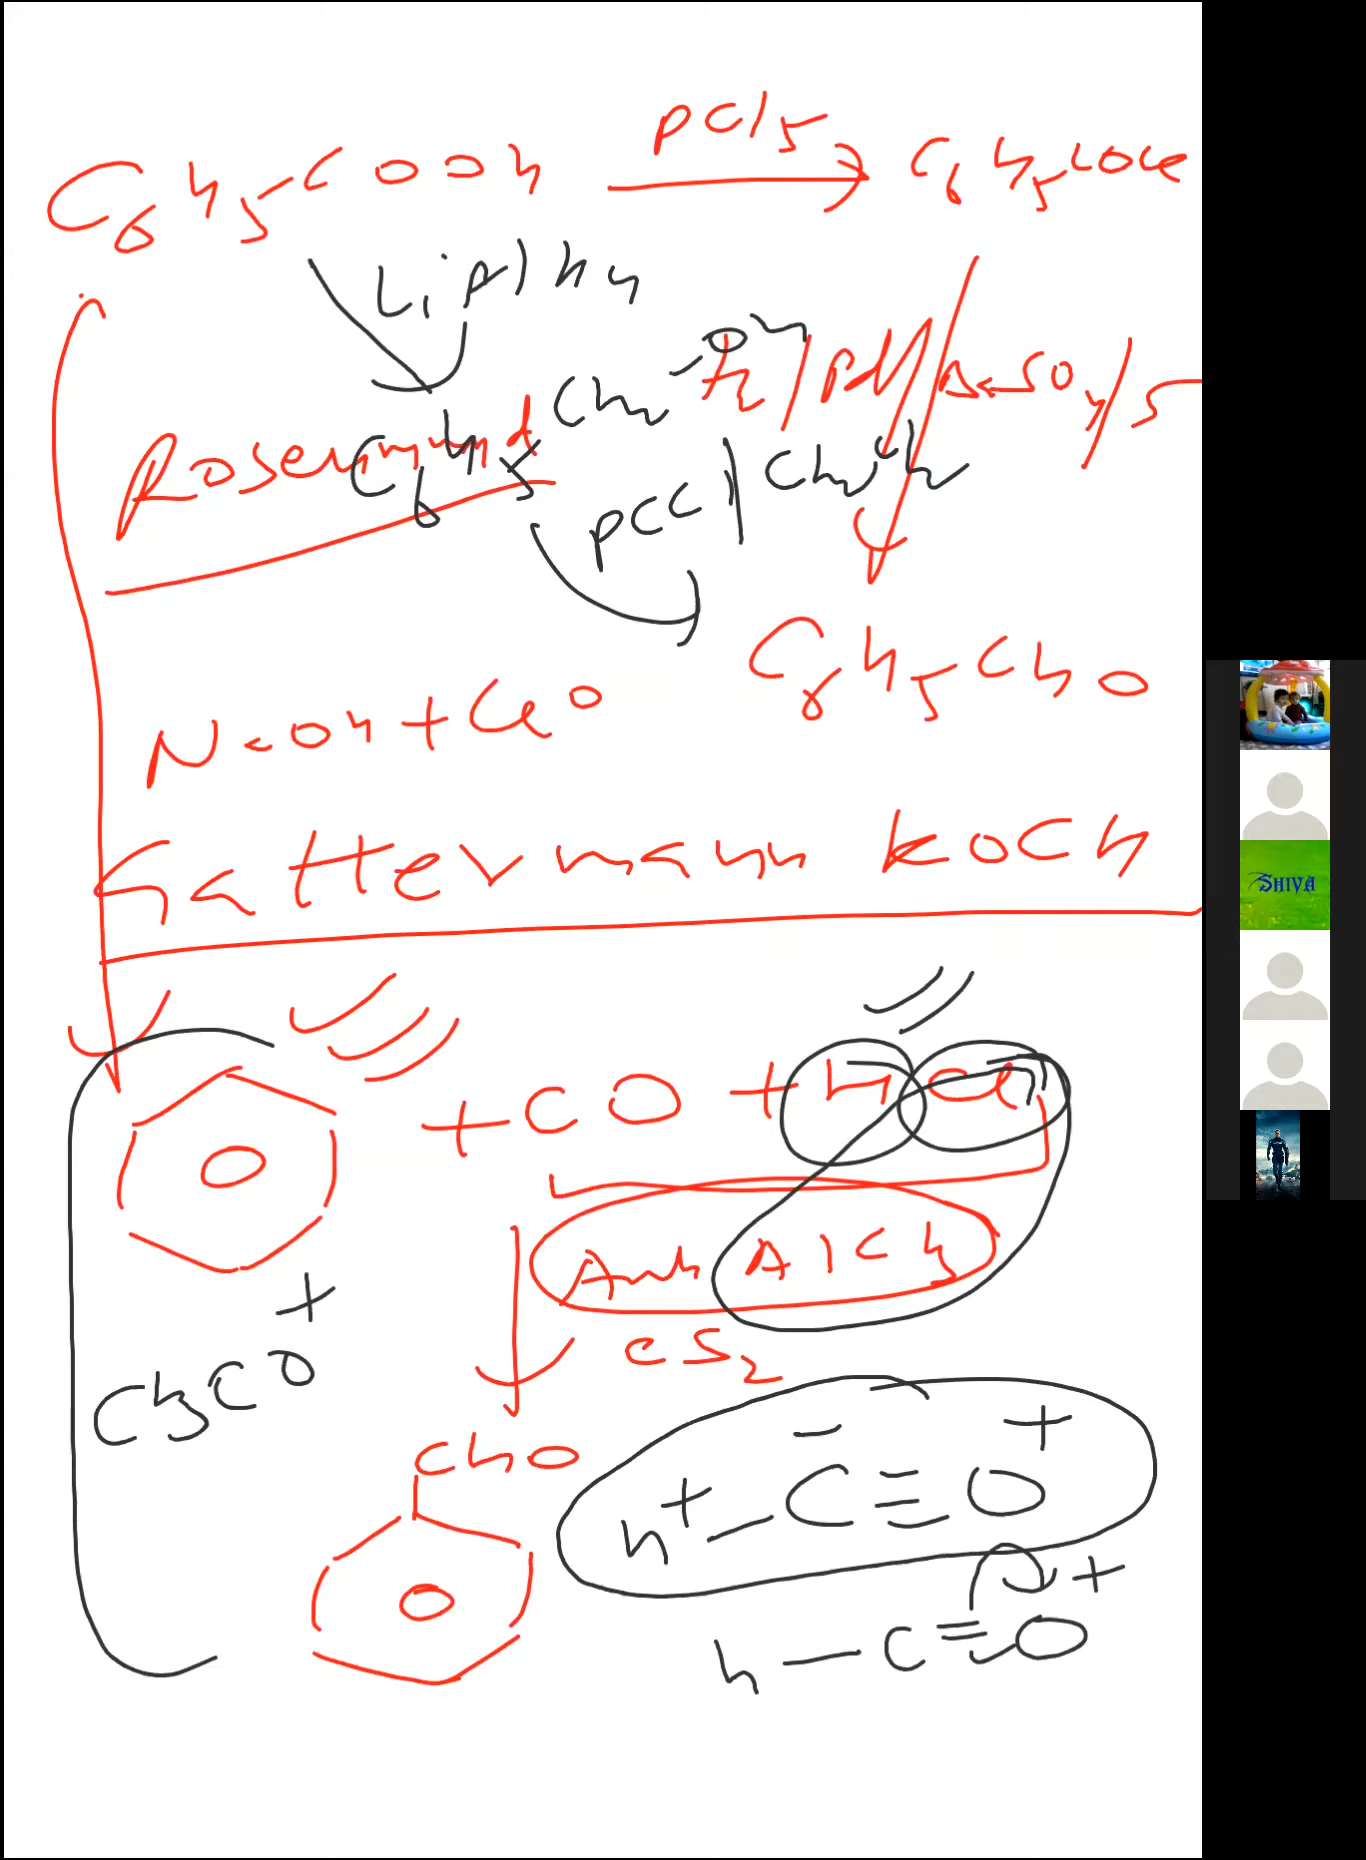 C6H5-COOH PCl5 → C6H5COCl
LiAlH4
Rosenmund H2/Pd/BaSO4/S
C6H5CH2-OH
PCC/CH2Cl2
C6H5CHO
NaOH + CaO
Gattermann Koch
+ CO + HCl
Anh AlCl3
CS2
+
CH3CO
CHO
- +
H+ - C ≡ O
+
H - C ≡ O
SHIVA